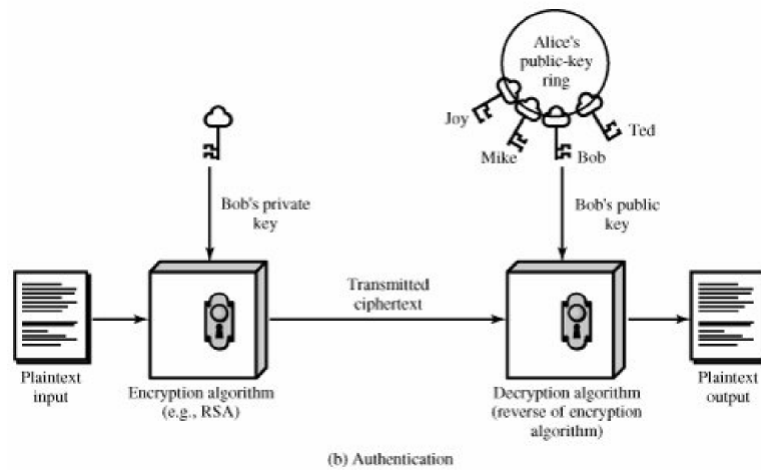 Alice's
public-key
ring
Joy
Mike
Bob
Ted
Bob's private
key
Bob's public
key
Transmitted
ciphertext
Plaintext
input
Encryption algorithm
(e.g., RSA)
Decryption algorithm
(reverse of encryption
algorithm)
Plaintext
output
(b) Authentication